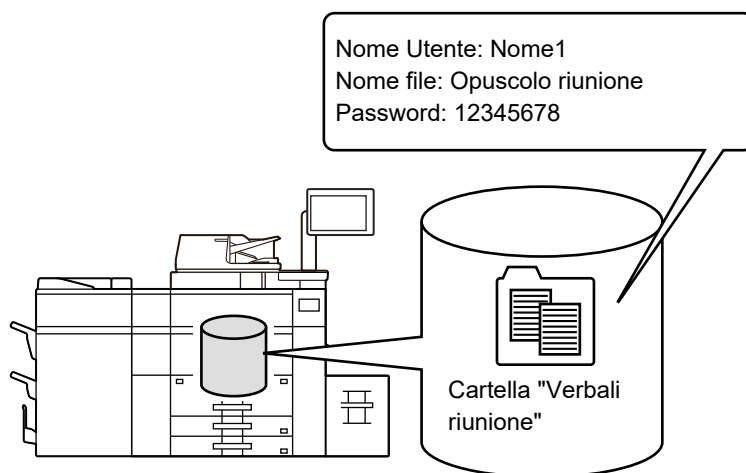 Nome Utente: Nome1
Nome file: Opuscolo riunione
Password: 12345678
Cartella "Verbali
riunione"